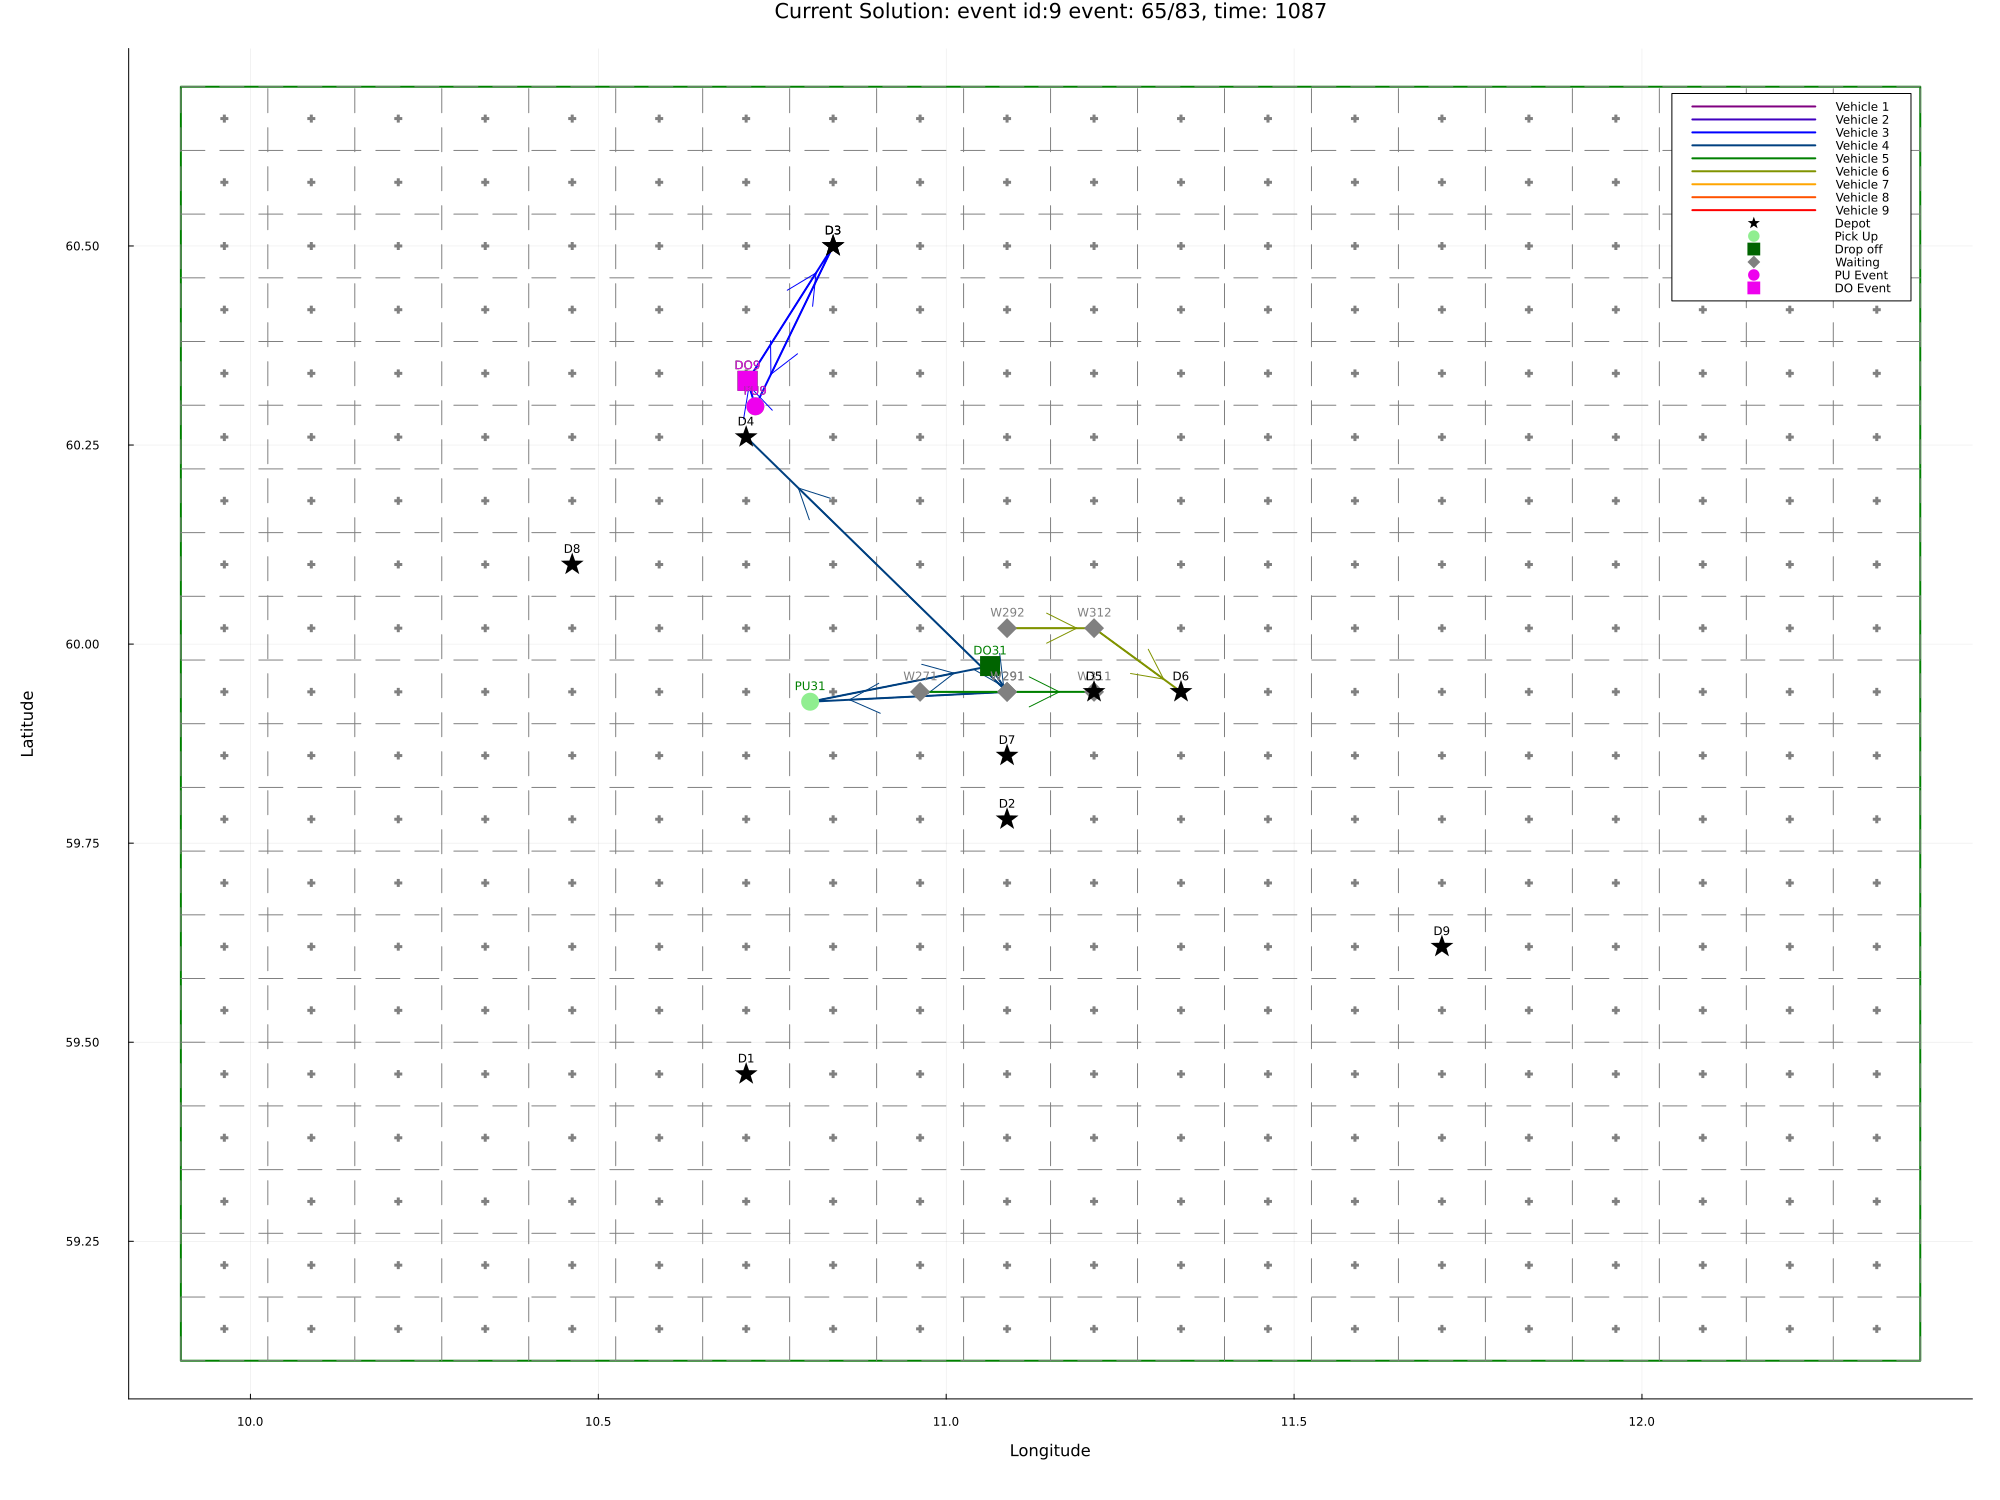 Current Solution: event id:9 event: 65/83, time: 1087
Vehicle 1
Vehicle 2
Vehicle 3
Vehicle 4
Vehicle 5
Vehicle 6
Vehicle 7
Vehicle 8
Vehicle 9
Depot
Pick Up
Drop off
Waiting
PU Event
DO Event
D3
60.50
DO9
D4
60.25
D8
W292
W312
60.00
DO31
W271
D5
D6
PU31
Latitude
D7
D2
59.75
D9
59.50
D1
59.25
10.0
10.5
11.0
11.5
12.0
Longitude